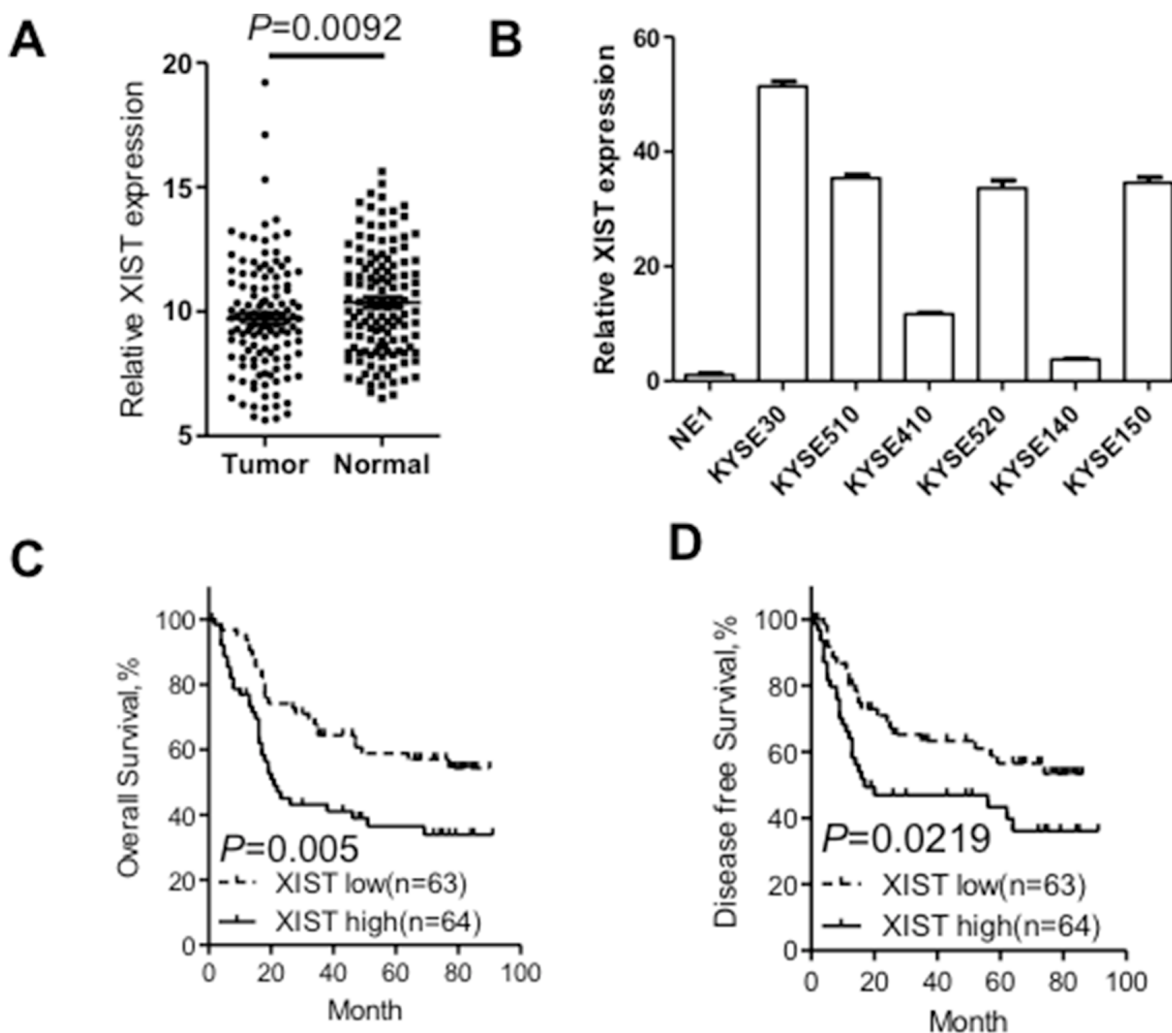 A
P=0.0092
Relative XIST expression
20
15
10
5
Tumor
Normal
B
Relative XIST expression
60
40
20
0
NE1
KYSE30
KYSE510
KYSE410
KYSE520
KYSE140
KYSE150
C
Overall Survival,%
100
80
60
40
20
0
P=0.005
XIST low(n=63)
XIST high(n=64)
0 20 40 60 80 100
Month
D
Disease free Survival,%
100
80
60
40
20
0
P=0.0219
XIST low(n=63)
XIST high(n=64)
0 20 40 60 80 100
Month